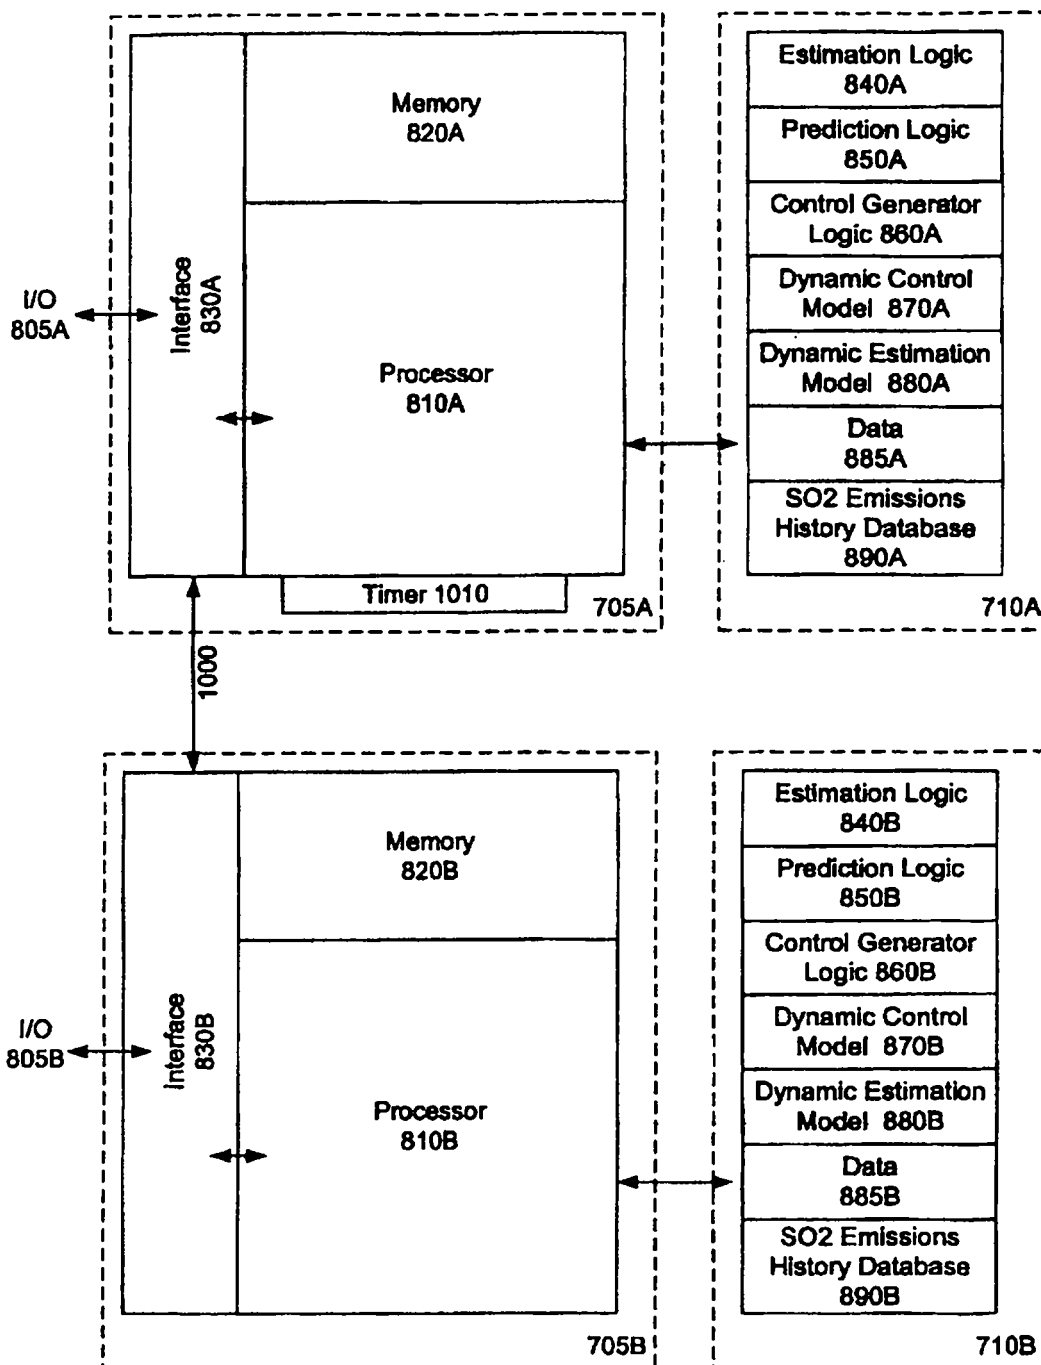 Memory
820A
Interface
830A
I/O
805A
Processor
810A
Timer 1010
705A
Estimation Logic
840A
Prediction Logic
850A
Control Generator
Logic 860A
Dynamic Control
Model 870A
Dynamic Estimation
Model 880A
Data
885A
SO2 Emissions
History Database
890A
710A
1000
Memory
820B
Interface
830B
I/O
805B
Processor
810B
705B
Estimation Logic
840B
Prediction Logic
850B
Control Generator
Logic 860B
Dynamic Control
Model 870B
Dynamic Estimation
Model 880B
Data
885B
SO2 Emissions
History Database
890B
710B